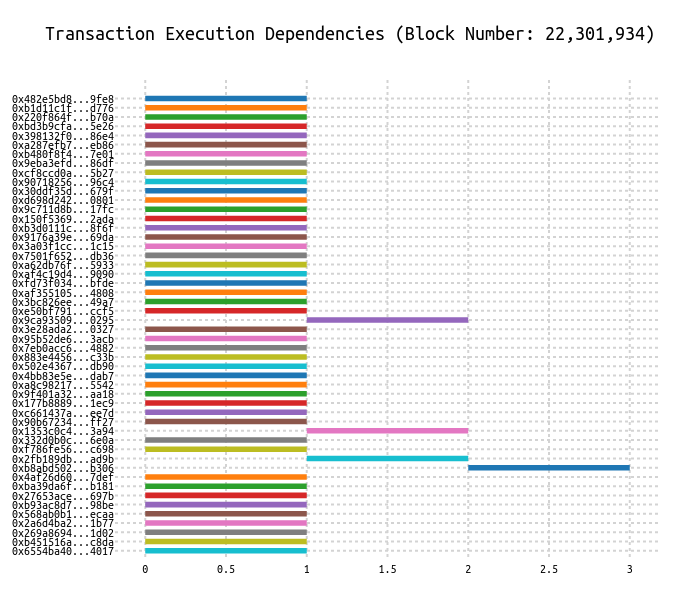 Transaction Execution Dependencies (Block Number: 22,301,934)
0x482e5bd8...9fe8
0xb1d11c1f...d776
0x220f864f...b70a
0xbd3b9cfa...5e26
0x398132f0...86e4
0xa287efb7...eb86
0xb480f8f4...7e01
0x9eba3efd...86df
0xcf8ccd0a...5b27
0x90718256...96c4
0x30ddf35d...679f
0xd698d242...0801
0x9c711d8b...17fc
0x150f5369...2ada
0xb3d0111c...8f6f
0x9176a39e...69da
0x3a03f1cc...1c15
0x7501f652...db36
0xa62db76f...5933
0xaf4c19d4...9090
0xfd73f034...bfde
0xaf355105...4808
0x3bc826ee...49a7
0xe50bf791...ccf5
0x9ca93509...0295
0x3e28ada2...0327
0x95b52de6...3acb
0x7eb0acc6...4882
0x883e4456...c33b
0x502e4367...db90
0x4bb83e5e...dab7
0xa8c98217...5542
0x9f401a32...aa18
0x177b8889...1ec9
0xc661437a...ee7d
0x90b67234...ff27
0x1353c0c4...3a94
0x332d0b0c...6e0a
0xf786fe56...c698
0x2fb189db...ad9b
0xb8abd502...b306
0x4af26d60...7def
0xba39da6f...b181
0x27653ace...697b
0xb93ac8d7...98be
0x568ab0b1...ecaa
0x2a6d4ba2...1b77
0x269a8694...1d02
0xb451516a...c8da
0x6554ba40...4017
0 0.5 1 1.5 2 2.5 3